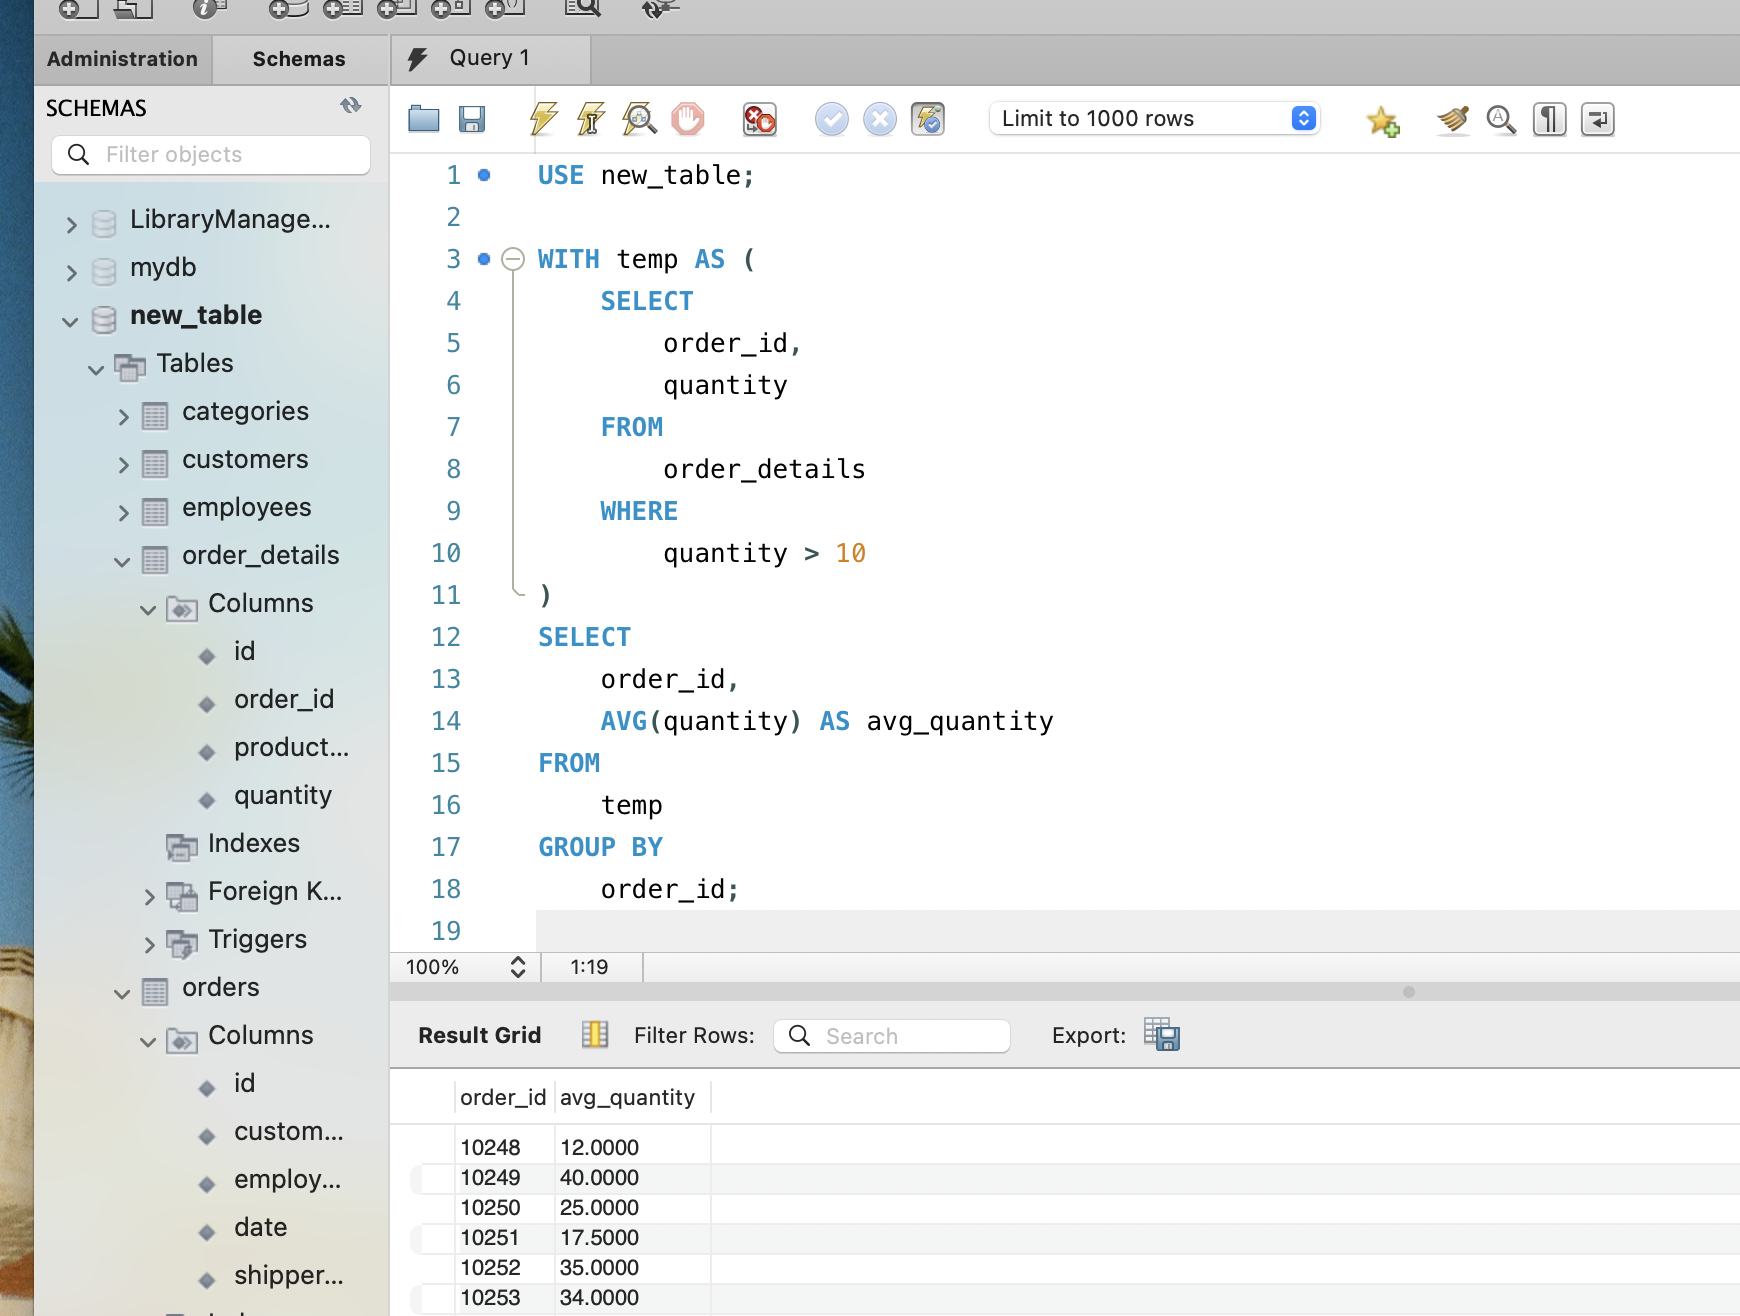 Administration
Schemas
Query 1
SCHEMAS
Filter objects
Limit to 1000 rows
LibraryManage...
mydb
new_table
Tables
categories
customers
employees
order_details
Columns
id
order_id
product...
quantity
Indexes
Foreign K...
Triggers
orders
Columns
id
custom...
employ...
date
shipper...
1 USE new_table;
2
3 WITH temp AS (
4 SELECT
5 order_id,
6 quantity
7 FROM
8 order_details
9 WHERE
10 quantity > 10
11 )
12 SELECT
13 order_id,
14 AVG(quantity) AS avg_quantity
15 FROM
16 temp
17 GROUP BY
18 order_id;
19
100% 1:19
Result Grid Filter Rows: Search Export:
order_id avg_quantity
10248 12.0000
10249 40.0000
10250 25.0000
10251 17.5000
10252 35.0000
10253 34.0000